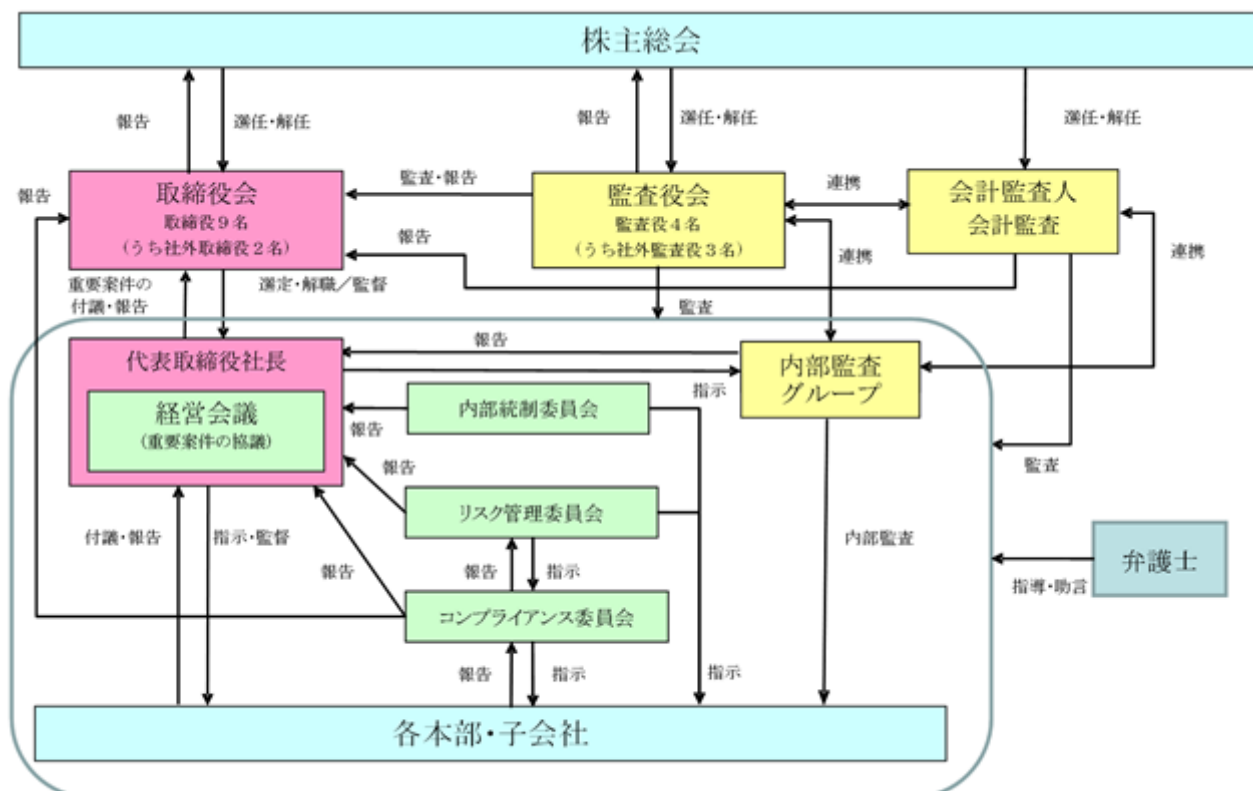 株主総会
報告
選任・解任
報告
選任・解任
選任・解任
取締役会
取締役9名
(うち社外取締役2名)
監査・報告
監査役会
監査役4名
(うち社外監査役3名)
連携
会計監査人
会計監査
報告
報告
連携
連携
重要案件の
付議・報告
選定・解職/監督
監査
代表取締役社長
経営会議
(重要案件の協議)
報告
指示
内部監査
グループ
内部統制委員会
報告
監査
報告
リスク管理委員会
付議・報告
指示・監督
報告
報告
指示
内部監査
弁護士
指導・助言
コンプライアンス委員会
報告
指示
指示
各本部・子会社